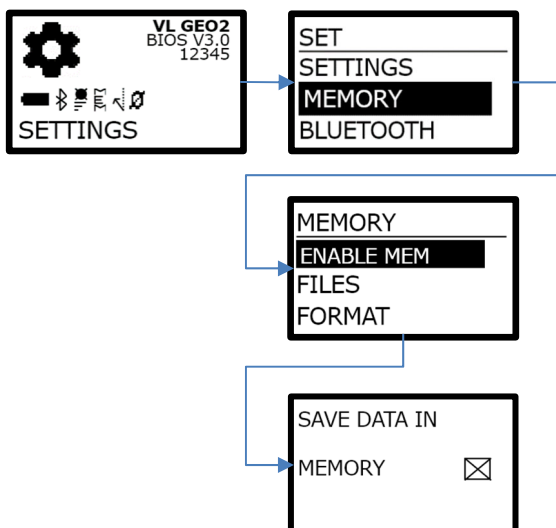 VL GEO2
BIOS V3.0
12345
SETTINGS
SET
SETTINGS
MEMORY
BLUETOOTH
MEMORY
ENABLE MEM
FILES
FORMAT
SAVE DATA IN
MEMORY